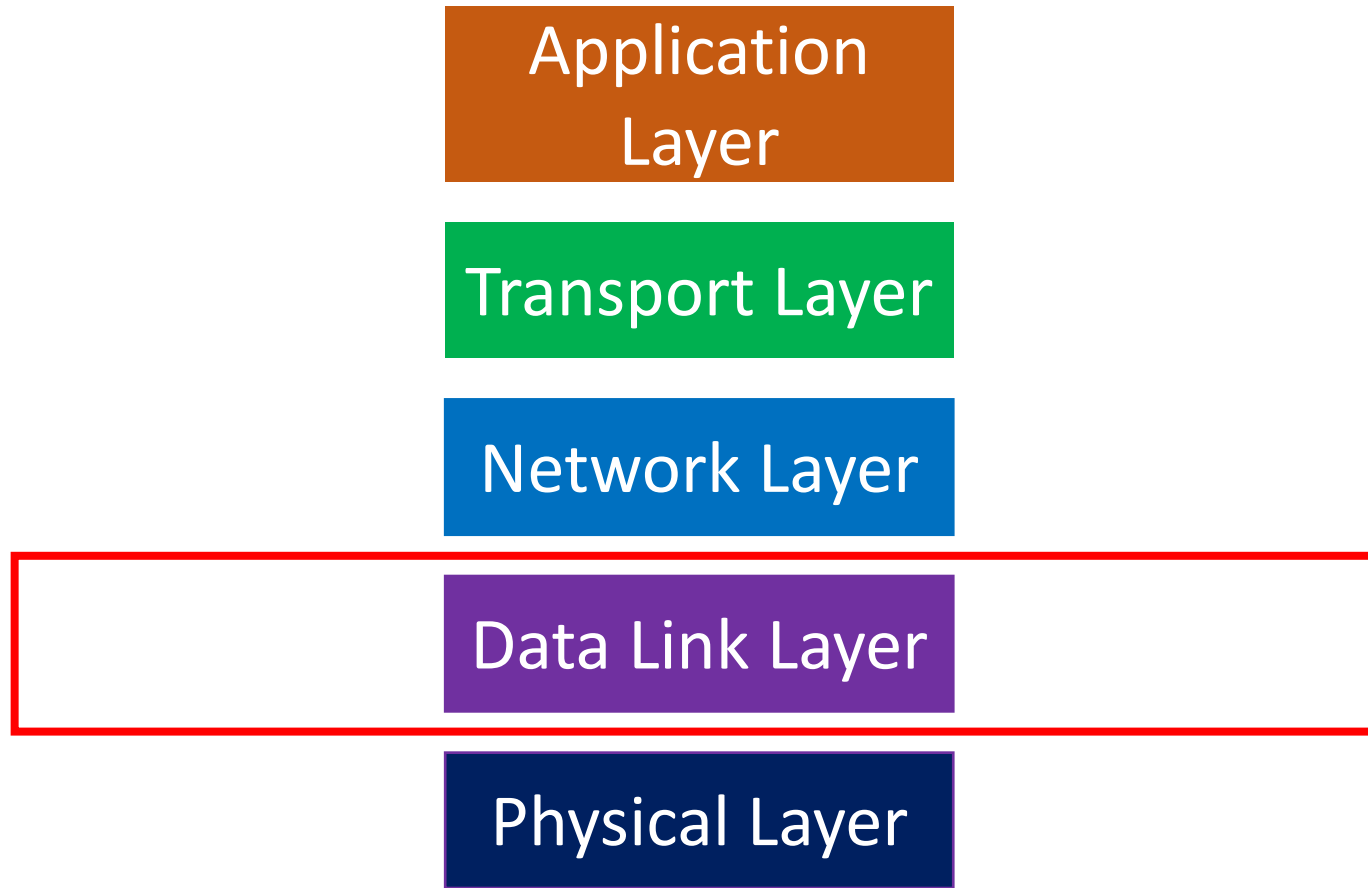 Application
Layer
Transport Layer
Network Layer
Data Link Layer
Physical Layer